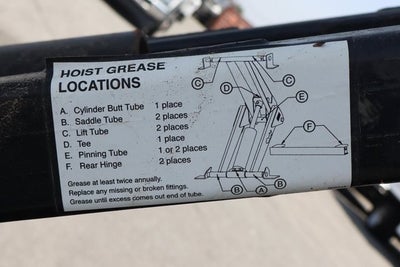 HOIST GREASE
LOCATIONS
A. Cylinder Butt Tube 1 place
B. Saddle Tube 2 places
C. Lift Tube 2 places
D. Tee 1 place
E. Pinning Tube 1 or 2 places
F. Rear Hinge 2 places
Grease at least twice annually.
Replace any missing or broken fittings.
Grease until excess comes out end of tube.
C
C
D
E
F
B
A
B